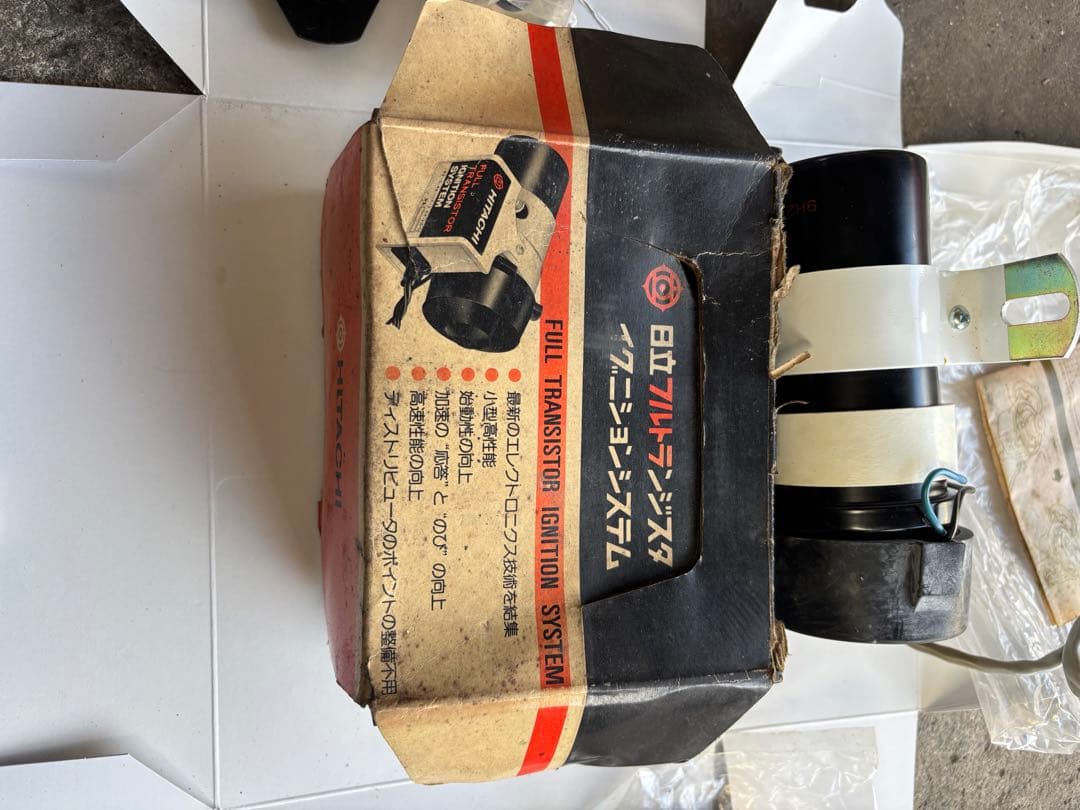 日立フルトランジスタ
イグニションシステム
FULL TRANSISTOR IGNITION SYSTEM
HITACHI
FULL
TRANSISTOR
IGNITION
SYSTEM
最新のエレクトロニクス技術を結集
小型高性能
始動性の向上
加速の“応答”と“のび”の向上
高速性能の向上
ディストリビュータのポイントの整備不用
HITACHI